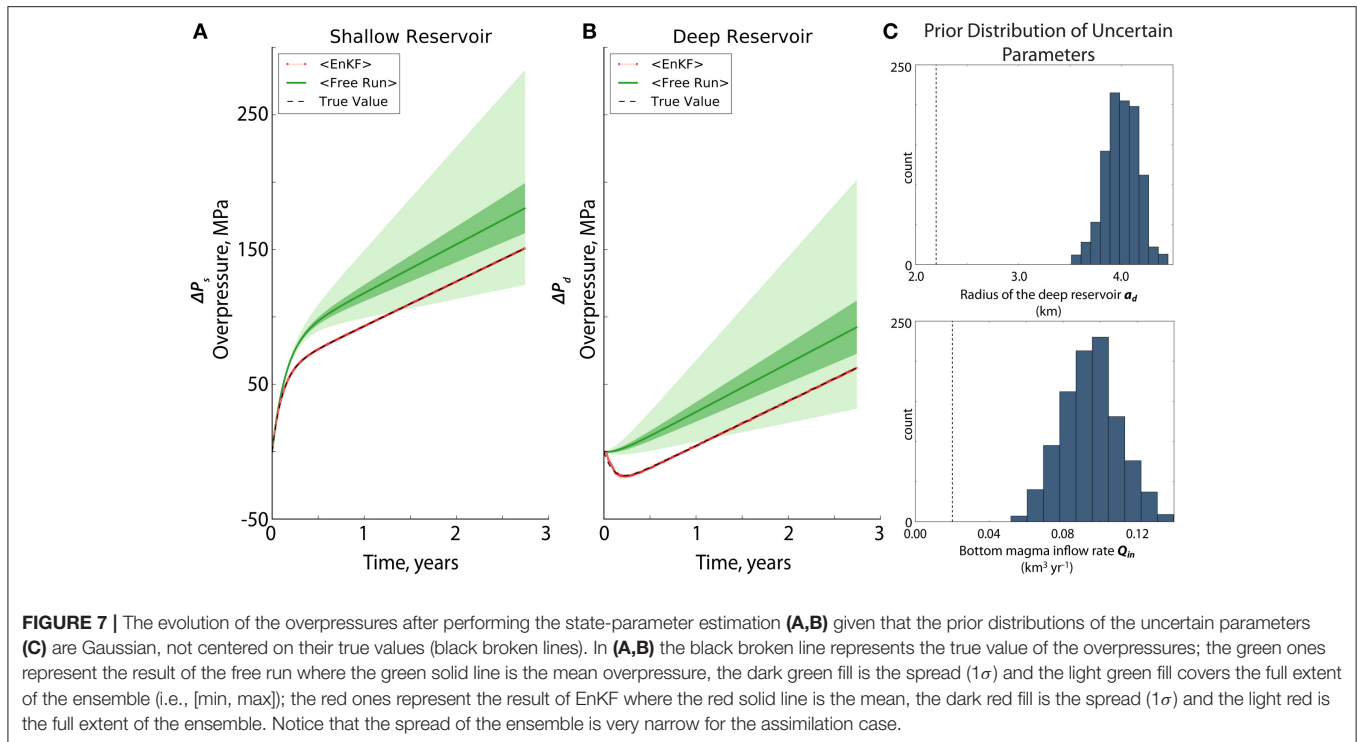 A
Shallow Reservoir
<EnKF>
<Free Run>
True Value
250
150
50
-50
ΔPs
Overpressure, MPa
0 1 2 3
Time, years
B
Deep Reservoir
<EnKF>
<Free Run>
True Value
ΔPd
Overpressure, MPa
0 1 2 3
Time, years
C
Prior Distribution of Uncertain
Parameters
250
count
0
2.0 3.0 4.0
Radius of the deep reservoir ad
(km)
250
count
0
0.00 0.04 0.08 0.12
Bottom magma inflow rate Qin
(km³ yr⁻¹)
FIGURE 7 | The evolution of the overpressures after performing the state-parameter estimation (A,B) given that the prior distributions of the uncertain parameters
(C) are Gaussian, not centered on their true values (black broken lines). In (A,B) the black broken line represents the true value of the overpressures; the green ones
represent the result of the free run where the green solid line is the mean overpressure, the dark green fill is the spread (1σ) and the light green fill covers the full extent
of the ensemble (i.e., [min, max]); the red ones represent the result of EnKF where the red solid line is the mean, the dark red fill is the spread (1σ) and the light red is
the full extent of the ensemble. Notice that the spread of the ensemble is very narrow for the assimilation case.